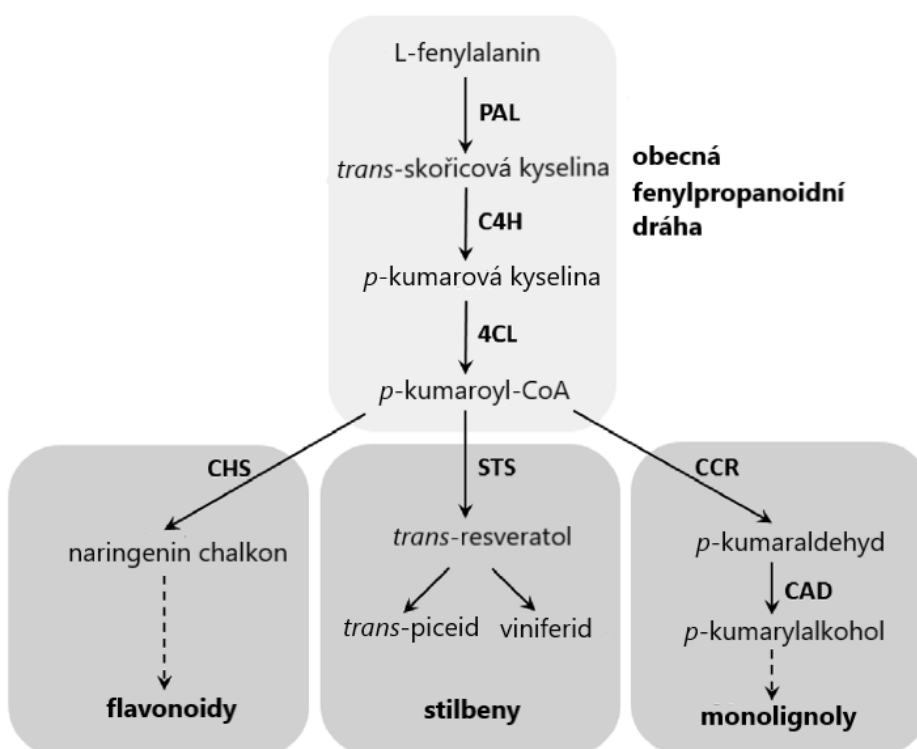 L-fenylalanin
PAL
trans-skořicová kyselina
obecná
fenylpropanoidní
dráha
C4H
p-kumarová kyselina
4CL
p-kumaroyl-CoA
CHS
STS
CCR
naringenin chalkon
trans-resveratol
p-kumaraldehyd
CAD
trans-piceid
viniferid
p-kumarylalkohol
flavonoidy
stilbeny
monolignoly